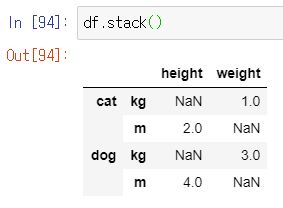 In [94]: df.stack()
Out[94]:
height weight
cat kg NaN 1.0
m 2.0 NaN
dog kg NaN 3.0
m 4.0 NaN